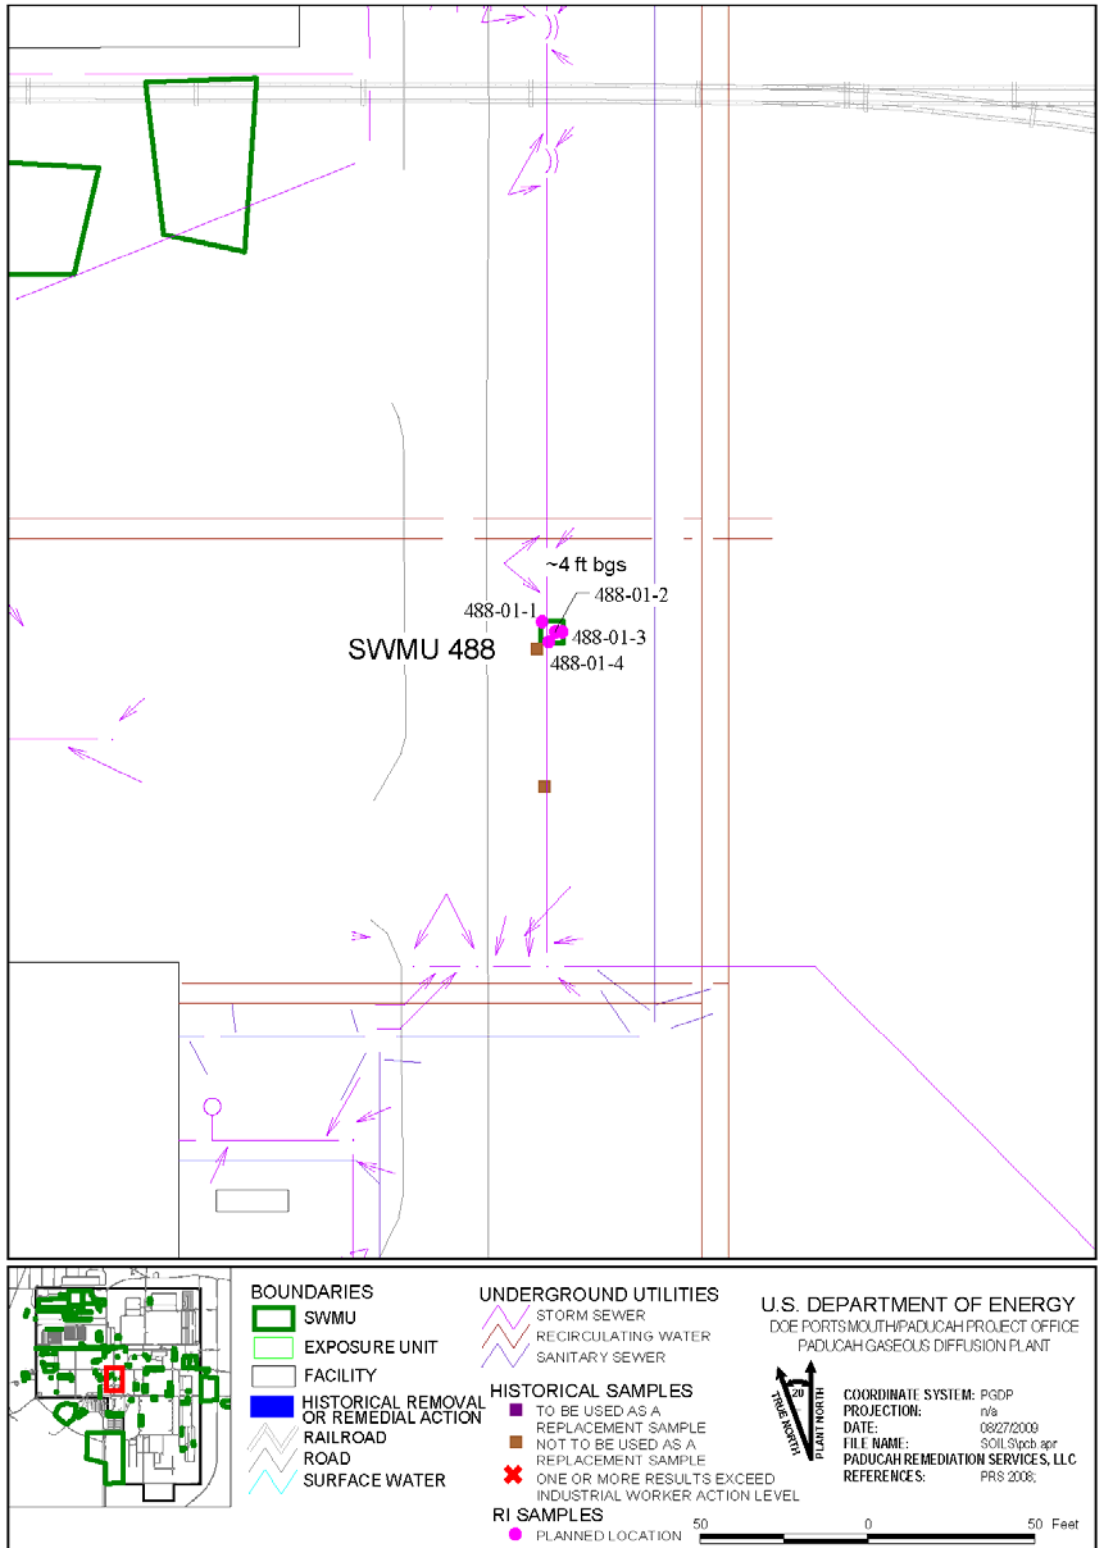 ~4 ft bgs
488-01-2
488-01-1
488-01-3
SWMU 488
488-01-4
BOUNDARIES
SWMU
EXPOSURE UNIT
FACILITY
HISTORICAL REMOVAL
OR REMEDIAL ACTION
RAILROAD
ROAD
SURFACE WATER
UNDERGROUND UTILITIES
STORM SEWER
RECIRCULATING WATER
SANITARY SEWER
HISTORICAL SAMPLES
TO BE USED AS A
REPLACEMENT SAMPLE
NOT TO BE USED AS A
REPLACEMENT SAMPLE
ONE OR MORE RESULTS EXCEED
INDUSTRIAL WORKER ACTION LEVEL
RI SAMPLES
PLANNED LOCATION
U.S. DEPARTMENT OF ENERGY
DOE PORTSMOUTH/PADUCAH PROJECT OFFICE
PADUCAH GASEOUS DIFFUSION PLANT
20
TRUE NORTH
PLANT NORTH
COORDINATE SYSTEM: PGDP
PROJECTION: n/a
DATE: 08/27/2009
FILE NAME: SOILS\pcb.apr
PADUCAH REMEDIATION SERVICES, LLC
REFERENCES: PRS 2008;
50 0 50 Feet